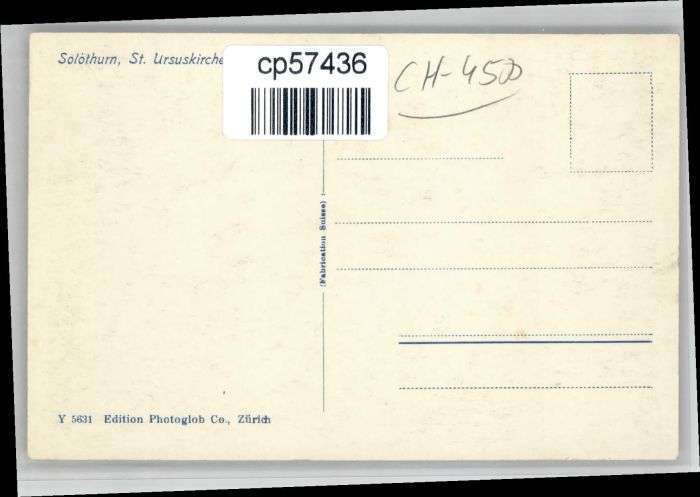 Solothurn, St. Ursuskirche
cp57436
CH-4500
(Fabrication Suisse)
Y 5631 Edition Photoglob Co., Zürich